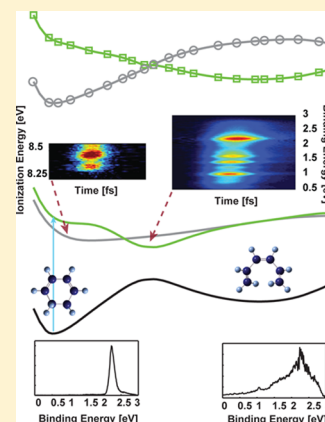 Ionization Energy [eV]
8.5
8.25
Time [fs]
3
2.5
2
1.5
1
0.5
Time [fs]
0 0.5 1 1.5 2 2.5 3
Binding Energy [eV]
0 0.5 1 1.5 2 2.5
Binding Energy [eV]